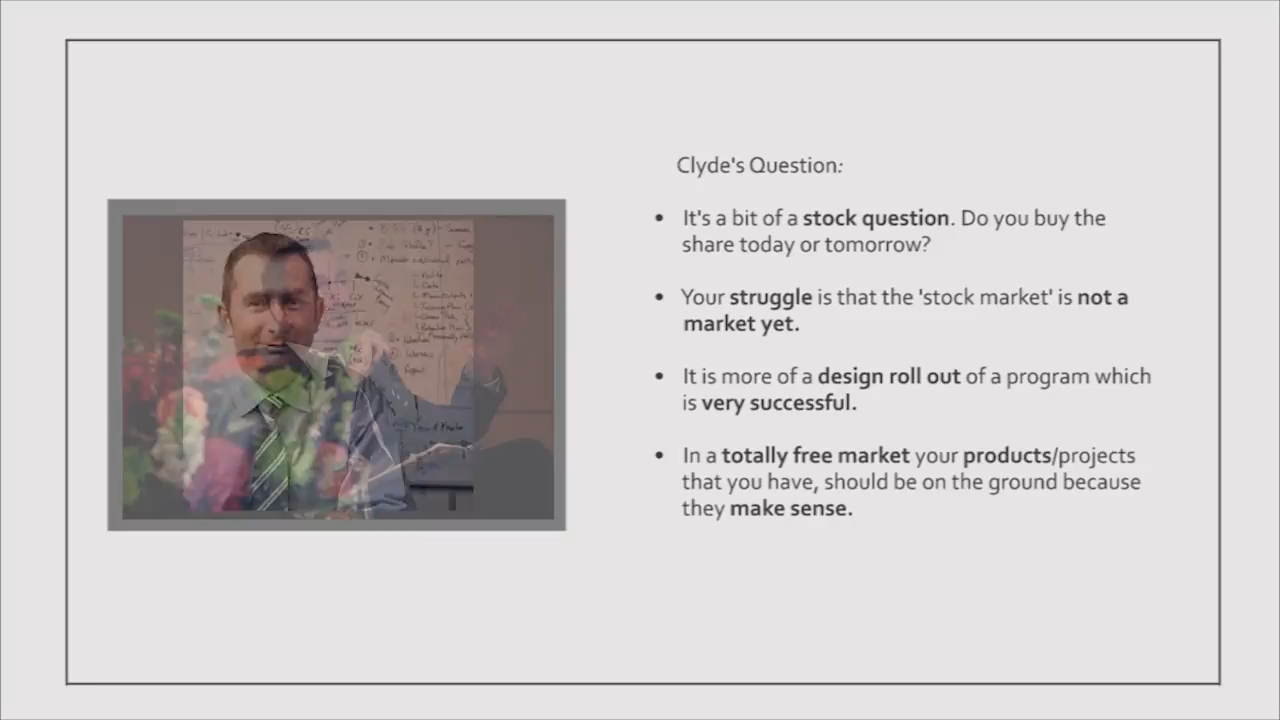 Clyde's Question:
• It's a bit of a stock question. Do you buy the
share today or tomorrow?
• Your struggle is that the 'stock market' is not a
market yet.
• It is more of a design roll out of a program which
is very successful.
• In a totally free market your products/projects
that you have, should be on the ground because
they make sense.